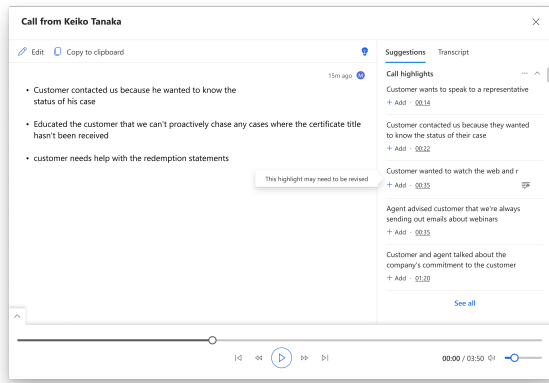 Call from Keiko Tanaka
Edit
Copy to clipboard
15m ago M
• Customer contacted us because he wanted to know the
status of his case
• Educated the customer that we can't proactively chase any cases where the certificate title
hasn't been received
• customer needs help with the redemption statements
Suggestions
Transcript
Call highlights
Customer wants to speak to a representative
+ Add · 00:14
Customer contacted us because they wanted
to know the status of their case
+ Add · 00:22
This highlight may need to be revised
Customer wanted to watch the web and r
+ Add · 00:35
Agent advised customer that we're always
sending out emails about webinars
+ Add · 00:35
Customer and agent talked about the
company's commitment to the customer
+ Add · 01:20
See all
00:00 / 03:50